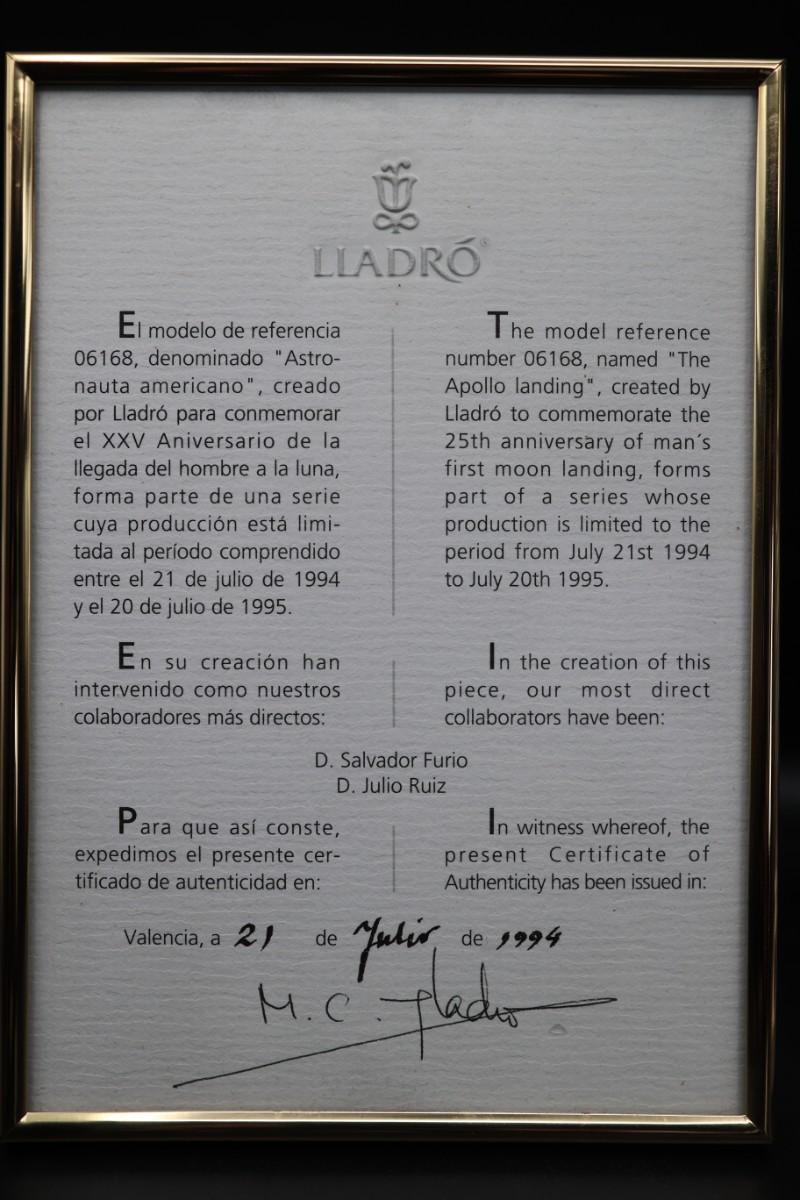 LLADRÓ
El modelo de referencia
06168, denominado "Astro-
nauta americano", creado
por Lladró para conmemorar
el XXV Aniversario de la
llegada del hombre a la luna,
forma parte de una serie
cuya producción está limi-
tada al período comprendido
entre el 21 de julio de 1994
y el 20 de julio de 1995.
The model reference
number 06168, named "The
Apollo landing", created by
Lladró to commemorate the
25th anniversary of man´s
first moon landing, forms
part of a series whose
production is limited to the
period from July 21st 1994
to July 20th 1995.
En su creación han
intervenido como nuestros
colaboradores más directos:
In the creation of this
piece, our most direct
collaborators have been:
D. Salvador Furio
D. Julio Ruiz
Para que así conste,
expedimos el presente cer-
tificado de autenticidad en:
In witness whereof, the
present Certificate of
Authenticity has been issued in:
Valencia, a 21 de Julio de 1994
M. C. Lladro